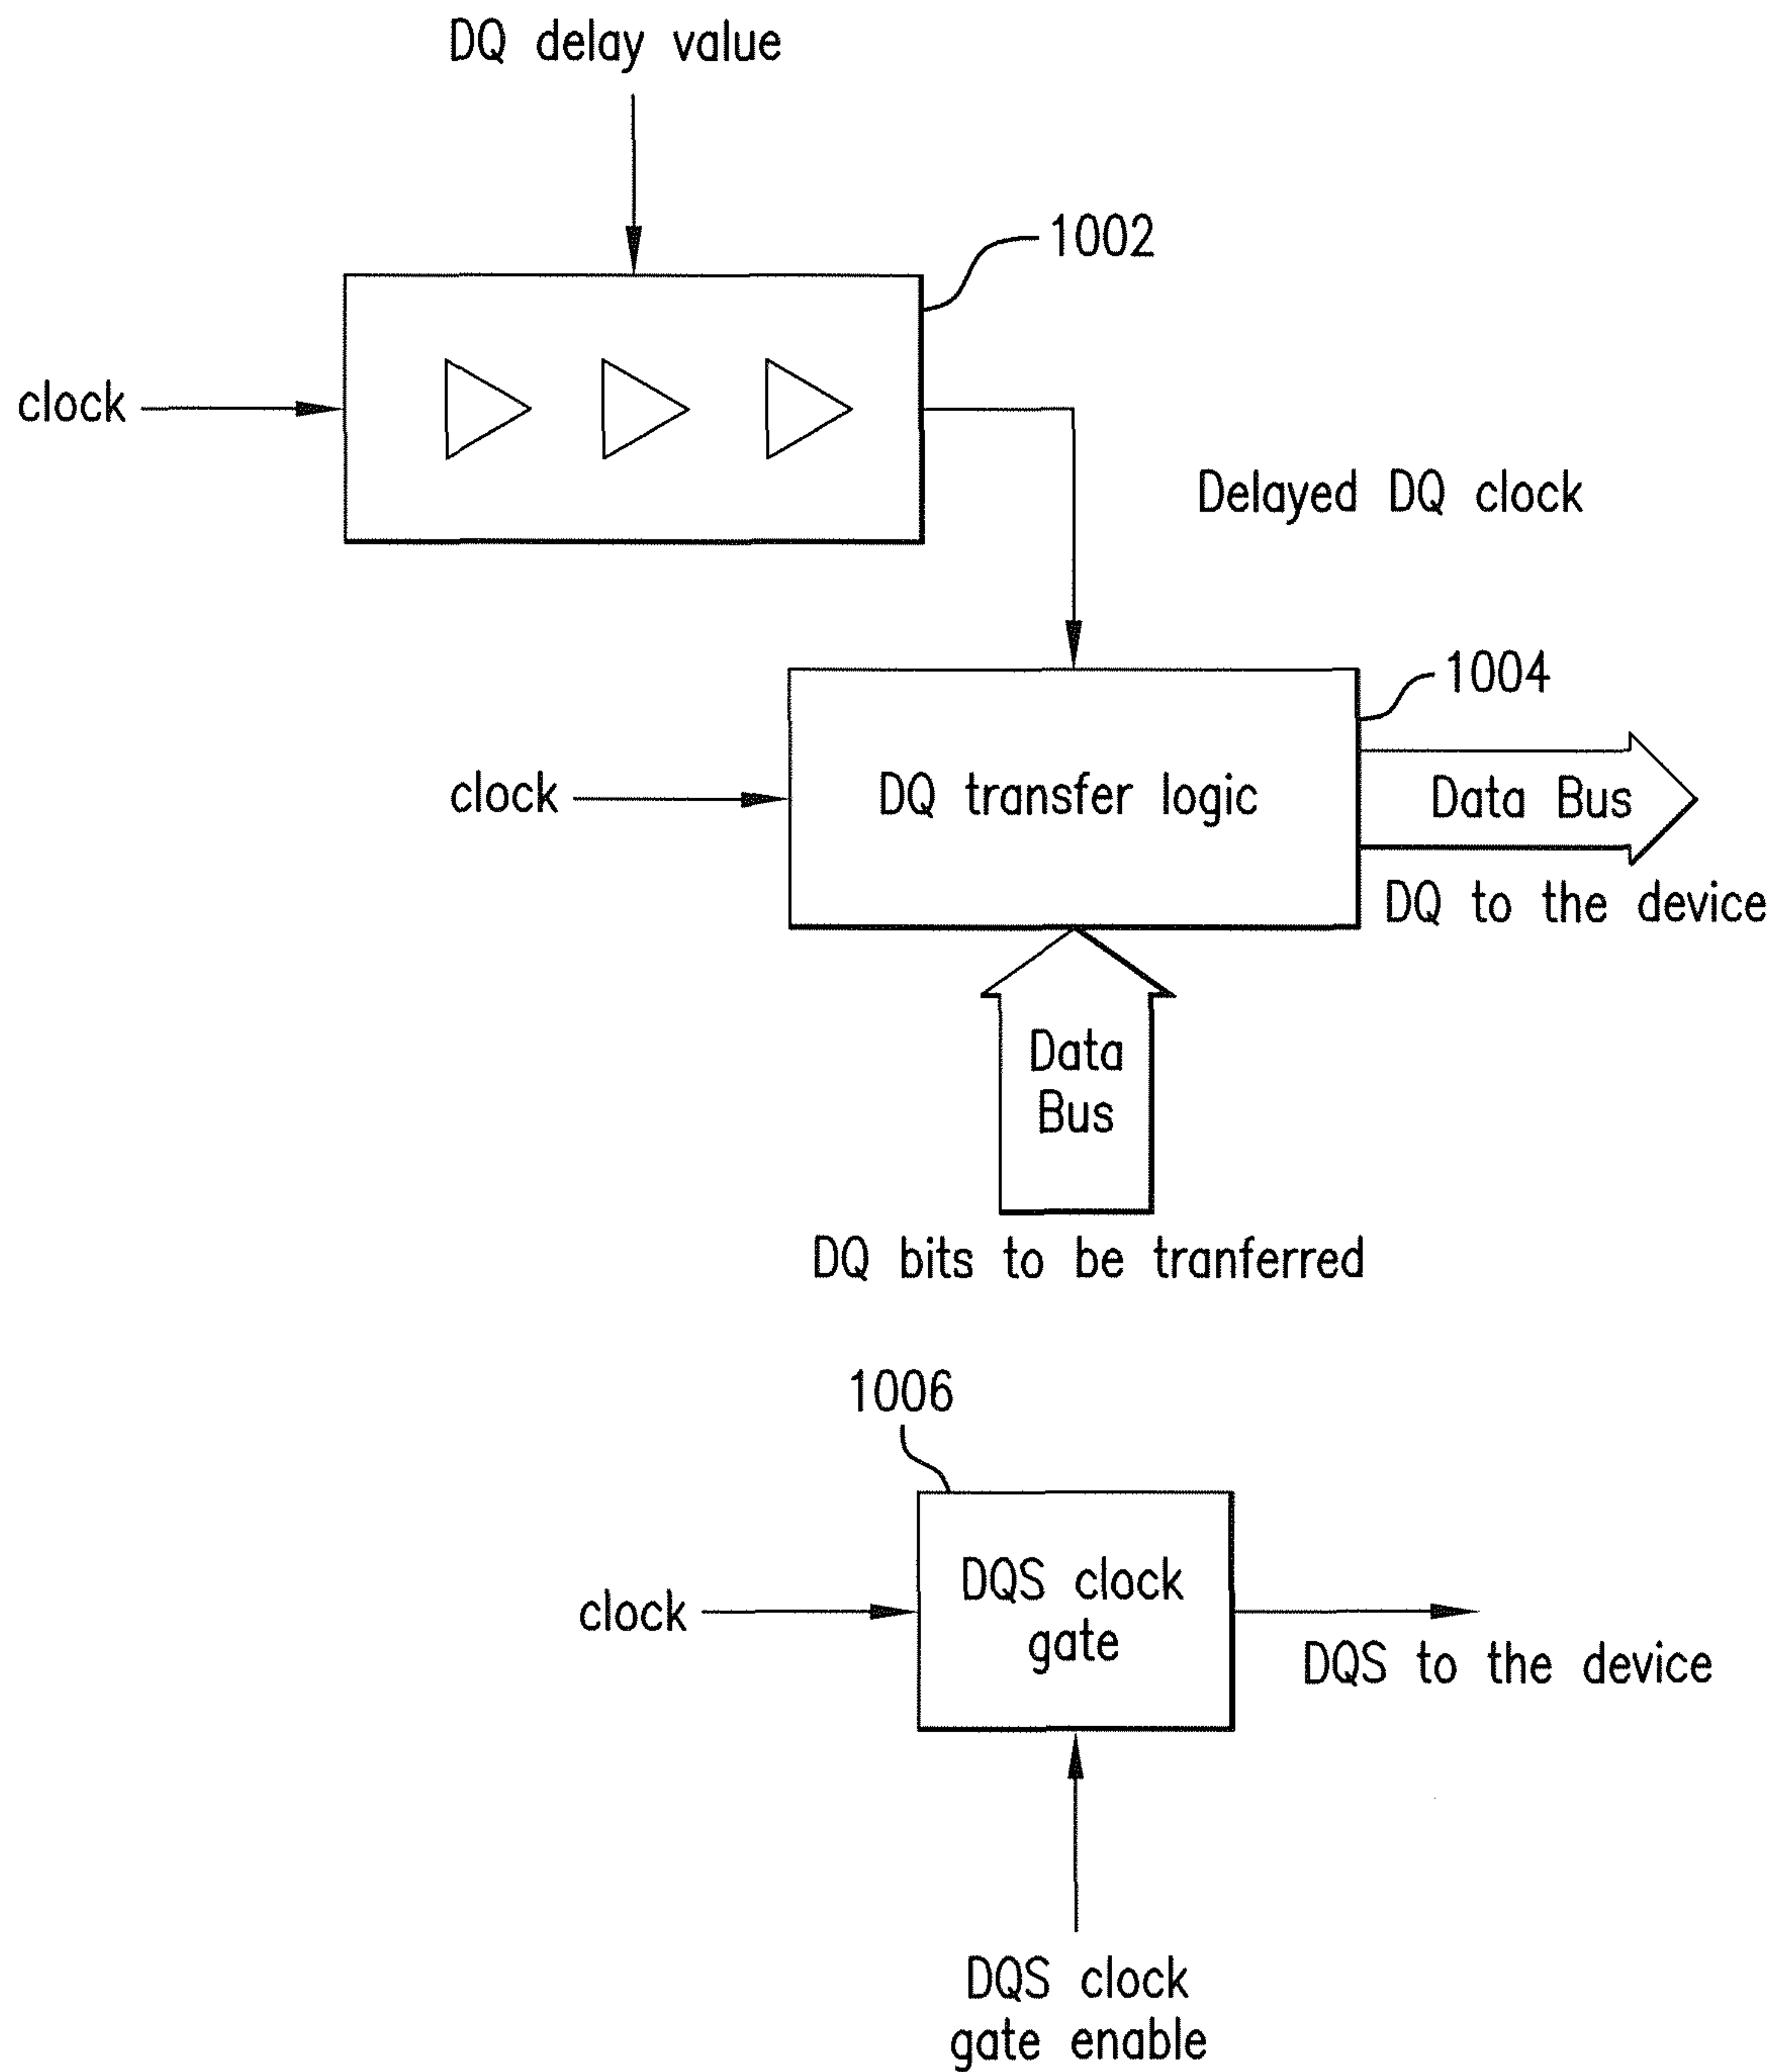 DQ delay value
1002
clock
Delayed DQ clock
1004
clock
DQ transfer logic
Data Bus
DQ to the device
Data
Bus
DQ bits to be tranferred
1006
DQS clock
gate
clock
DQS to the device
DQS clock
gate enable